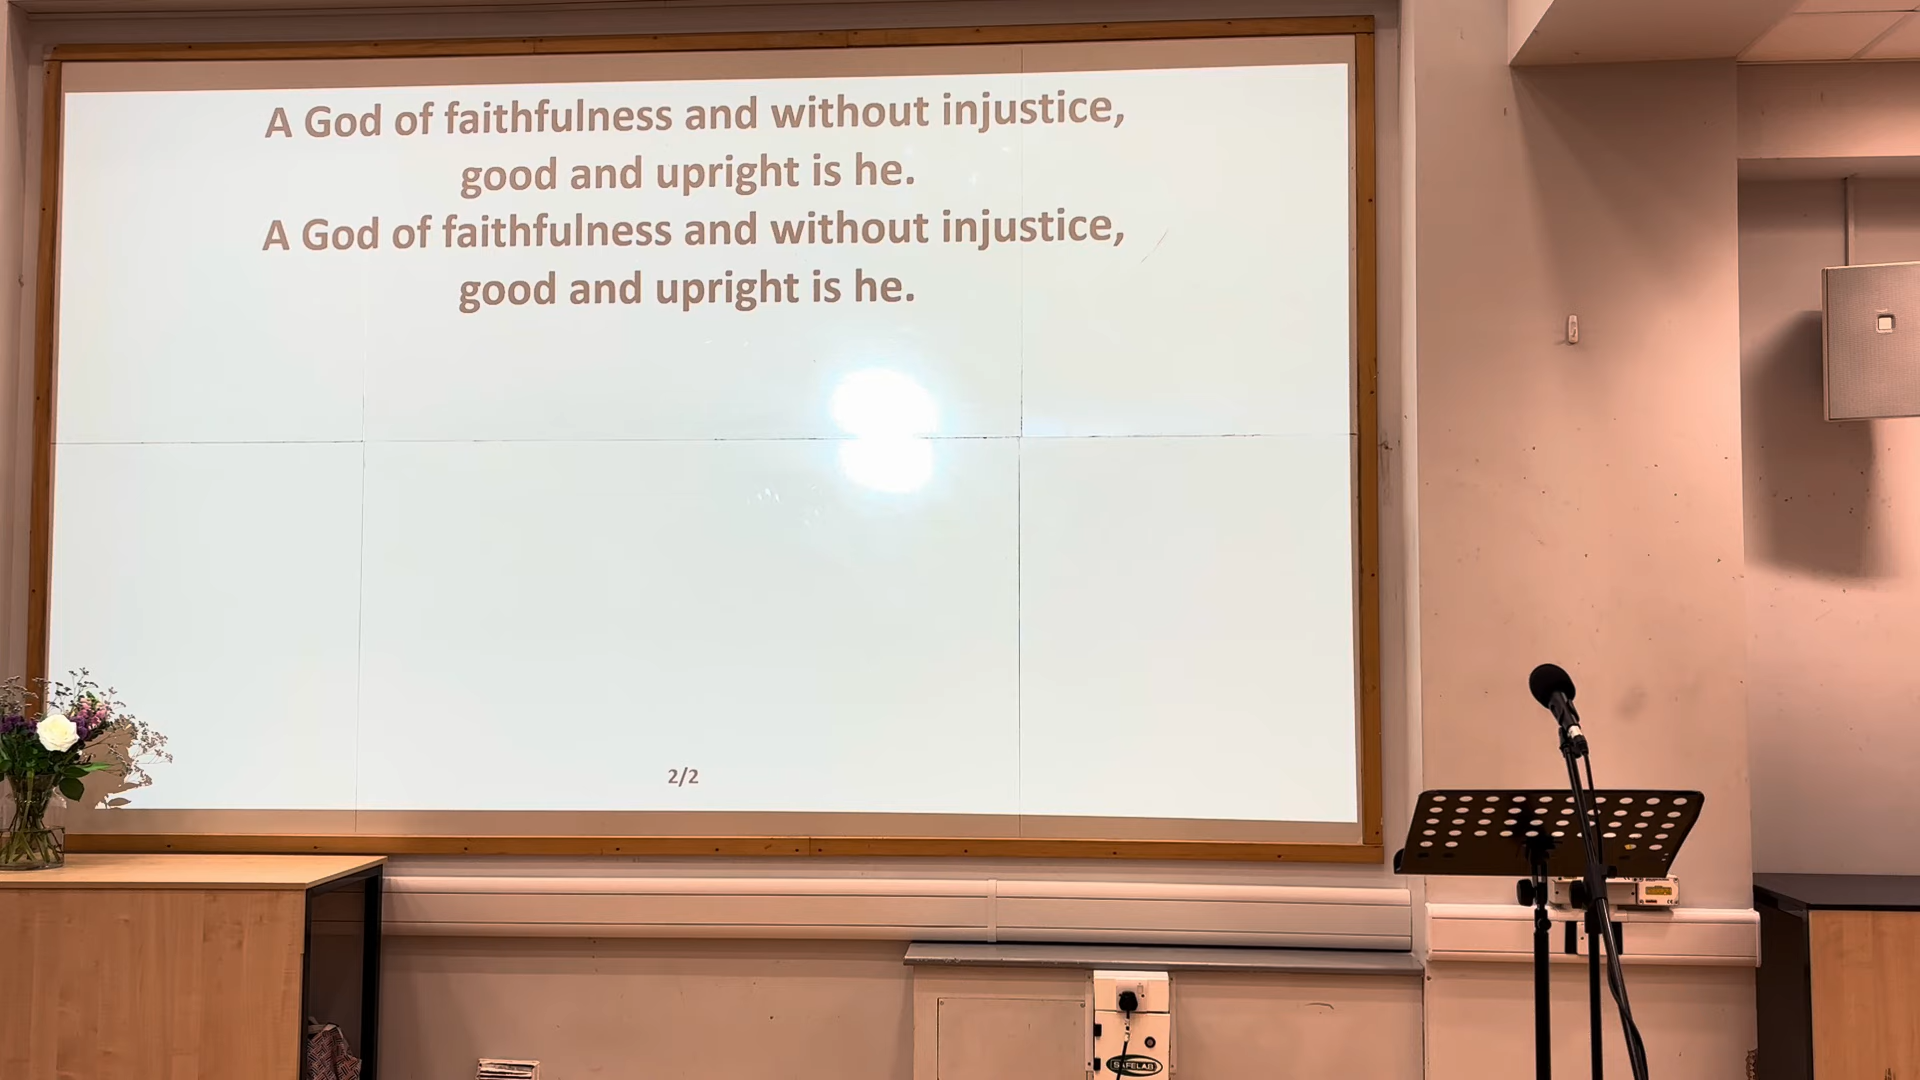 A God of faithfulness and without injustice,
good and upright is he.
A God of faithfulness and without injustice,
good and upright is he.
2/2
SAFELAB